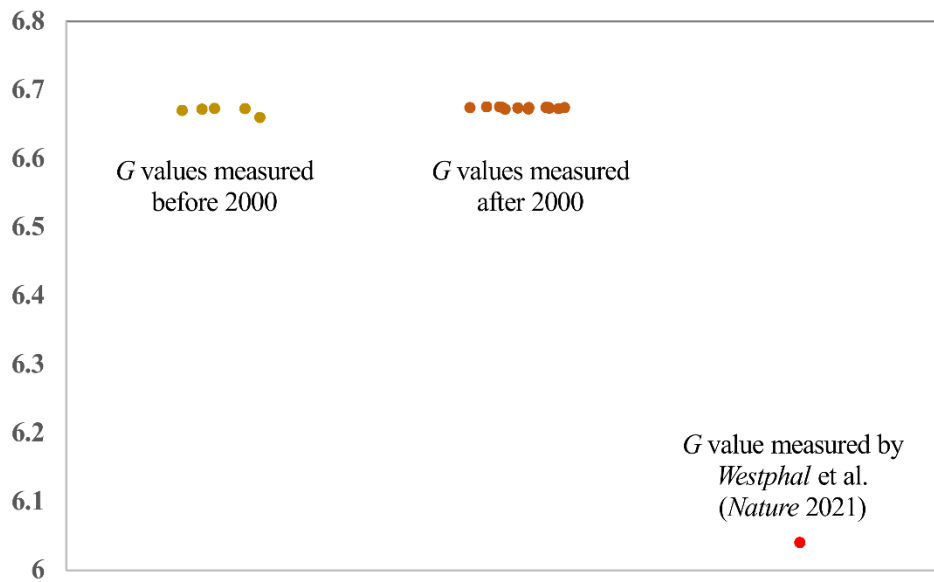 6.8
6.7
6.6
6.5
6.4
6.3
6.2
6.1
6
G values measured
before 2000
G values measured
after 2000
G value measured by
Westphal et al.
(Nature 2021)